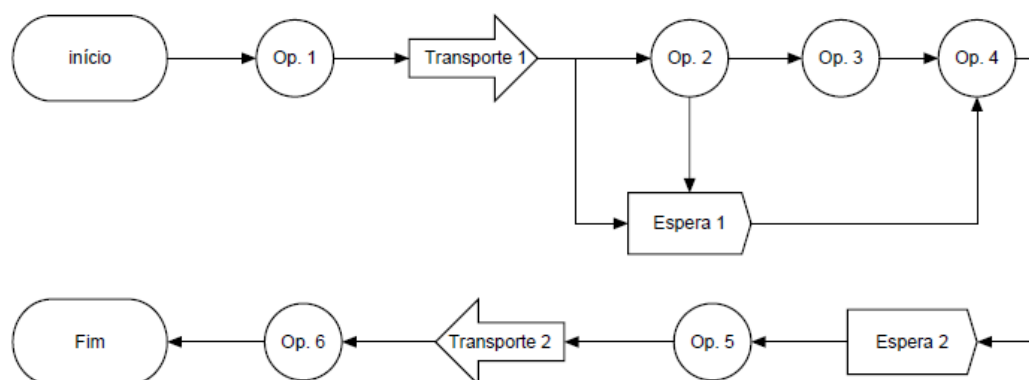 início
Op. 1
Transporte 1
Op. 2
Op. 3
Op. 4
Espera 1
Fim
Op. 6
Transporte 2
Op. 5
Espera 2